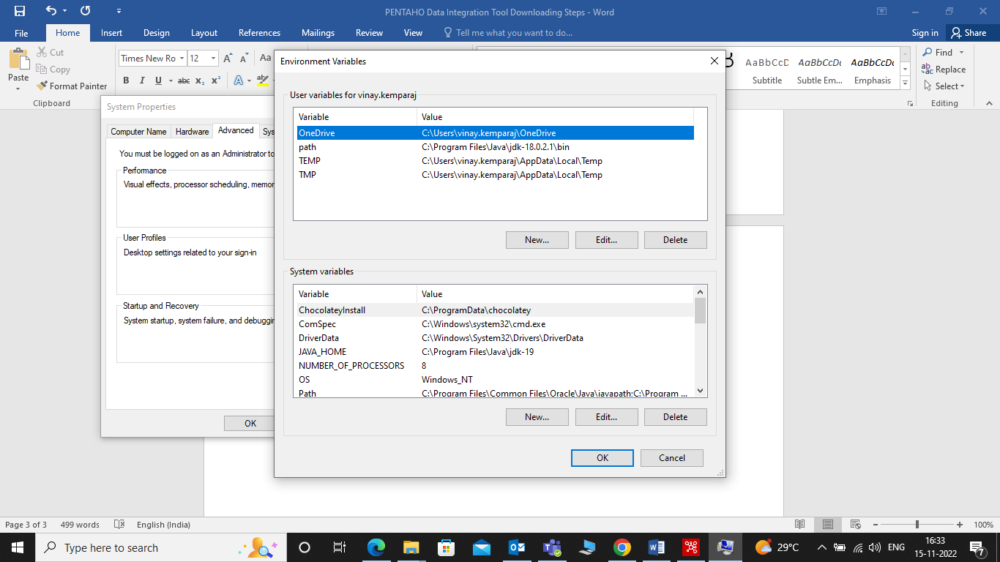 PENTAHO Data Integration Tool Downloading Steps - Word
File Home Insert Design Layout References Mailings Review View Tell me what you want to do... Sign in Share
Paste
Cut
Copy
Format Painter
Clipboard
Times New Ro 12 Aa
B I U abc x₂ x² A ab
AaBbCcD AaBbCcDc AaBbCcDc
Subtitle Subtle Em... Emphasis
Find
Replace
Select
Editing
System Properties
Computer Name Hardware Advanced Sys
You must be logged on as an Administrator to
Performance
Visual effects, processor scheduling, memor
User Profiles
Desktop settings related to your sign-in
Startup and Recovery
System startup, system failure, and debuggin
OK
Environment Variables
User variables for vinay.kemparaj
Variable Value
OneDrive C:\Users\vinay.kemparaj\OneDrive
path C:\Program Files\Java\jdk-18.0.2.1\bin
TEMP C:\Users\vinay.kemparaj\AppData\Local\Temp
TMP C:\Users\vinay.kemparaj\AppData\Local\Temp
New... Edit... Delete
System variables
Variable Value
ChocolateyInstall C:\ProgramData\chocolatey
ComSpec C:\Windows\system32\cmd.exe
DriverData C:\Windows\System32\Drivers\DriverData
JAVA_HOME C:\Program Files\Java\jdk-19
NUMBER_OF_PROCESSORS 8
OS Windows_NT
Path C:\Program Files\Common Files\Oracle\Java\javapath;C:\Program ...
New... Edit... Delete
OK Cancel
Page 3 of 3 499 words English (India) 100%
Type here to search 29°C ENG 16:33
15-11-2022 7